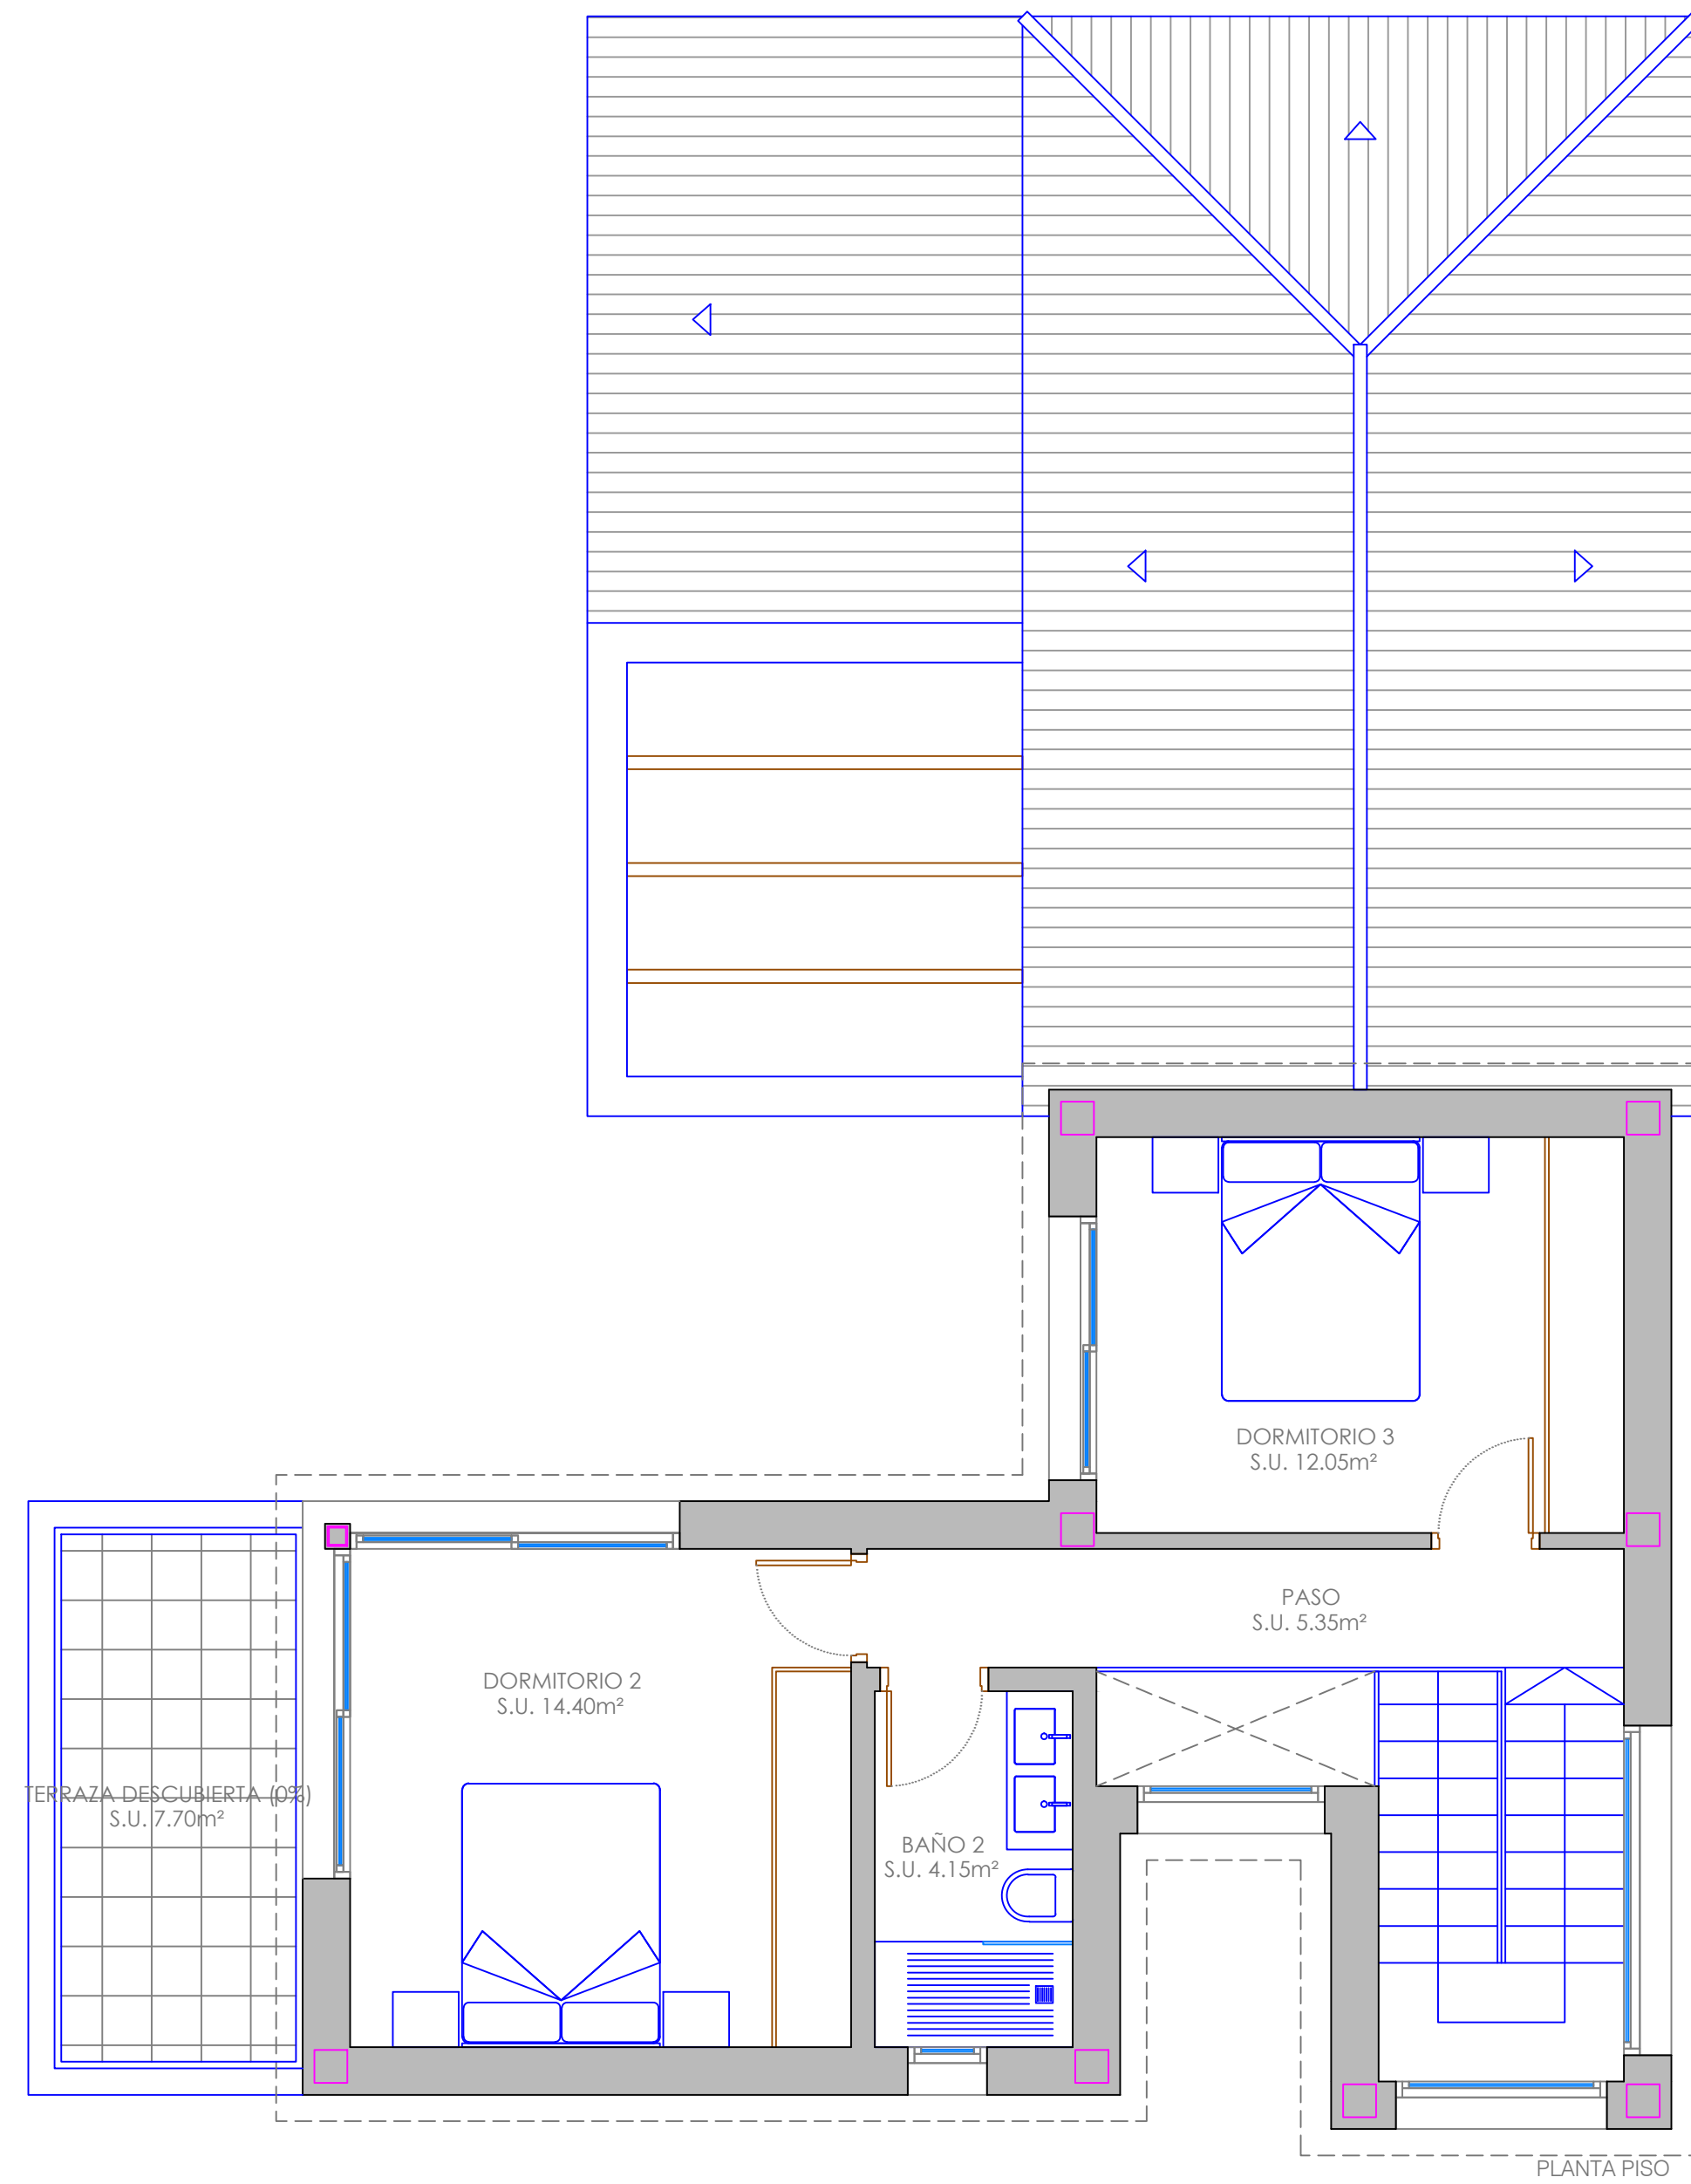 DORMITORIO 3
S.U. 12.05m²
PASO
S.U. 5.35m²
DORMITORIO 2
S.U. 14.40m²
TERRAZA DESCUBIERTA (0%)
S.U. 7.70m²
BAÑO 2
S.U. 4.15m²
PLANTA PISO